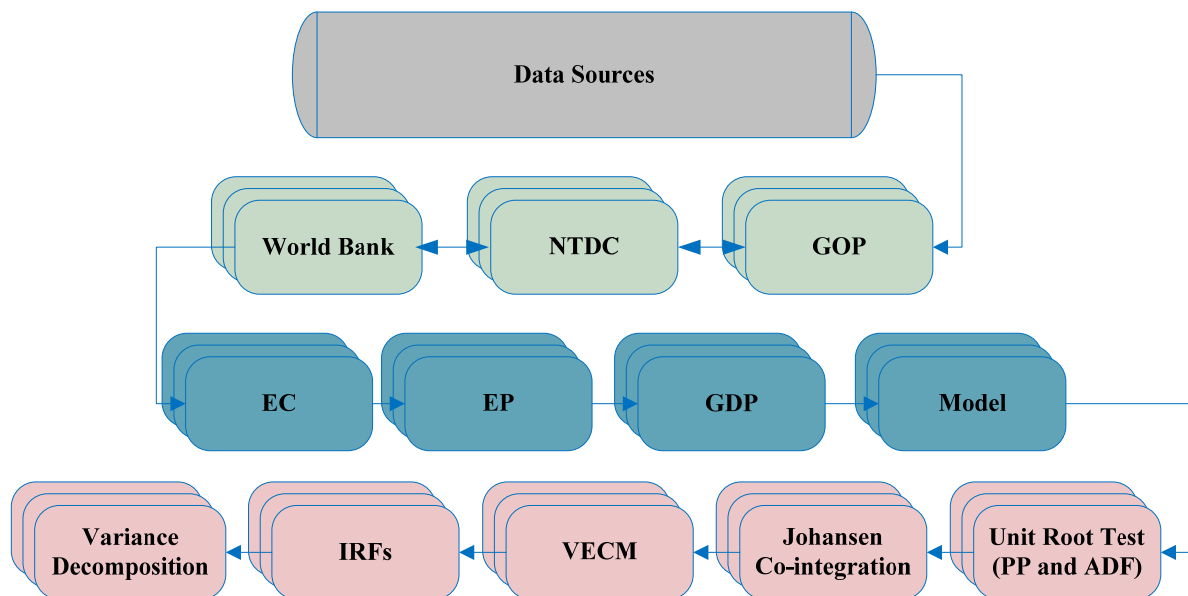 Data Sources
World Bank
NTDC
GOP
EC
EP
GDP
Model
Variance
Decomposition
IRFs
VECM
Johansen
Co-integration
Unit Root Test
(PP and ADF)